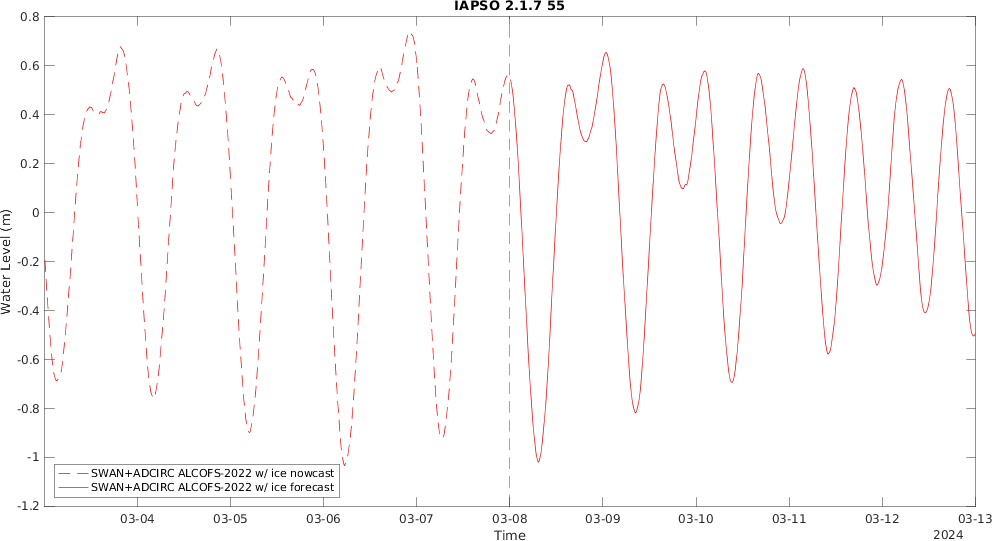 IAPSO 2.1.7 55
0.8
0.6
0.4
0.2
0
-0.2
-0.4
-0.6
-0.8
-1
-1.2
Water Level (m)
SWAN+ADCIRC ALCOFS-2022 w/ ice nowcast
SWAN+ADCIRC ALCOFS-2022 w/ ice forecast
03-04 03-05 03-06 03-07 03-08 03-09 03-10 03-11 03-12 03-13
Time
2024